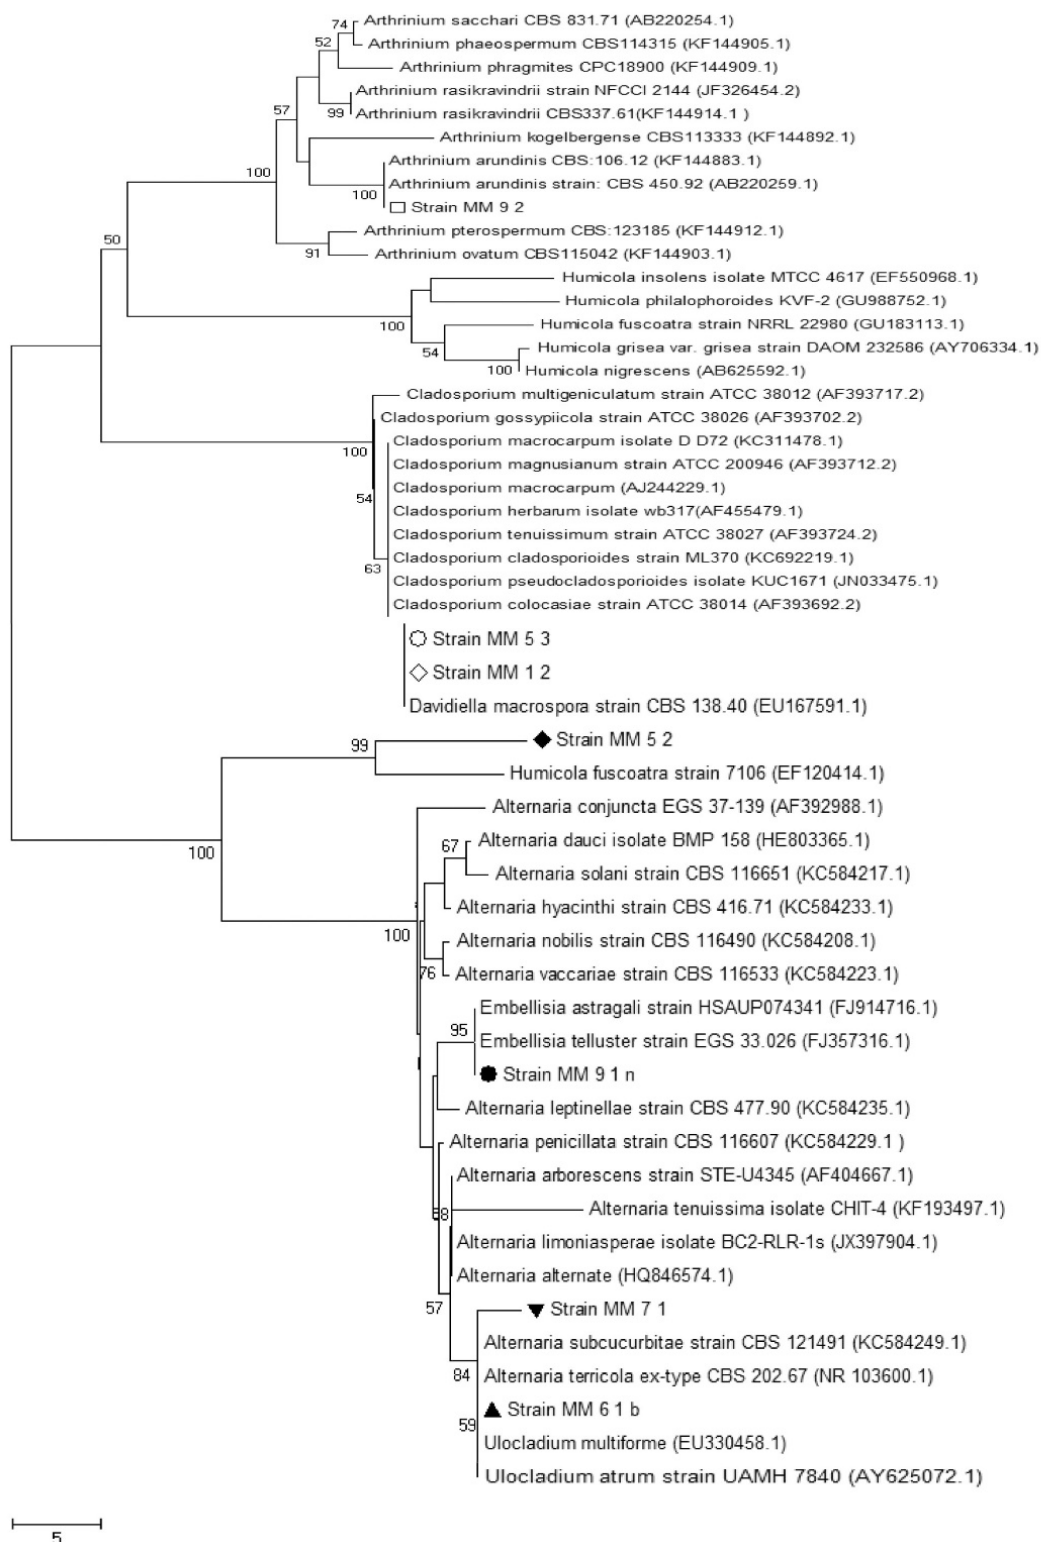 74 Arthrinium sacchari CBS 831.71 (AB220254.1)
52 Arthrinium phaeospermum CBS114315 (KF144905.1)
Arthrinium phragmites CPC18900 (KF144909.1)
Arthrinium rasikravindrii strain NFCCI 2144 (JF326454.2)
57 99 Arthrinium rasikravindrii CBS337.61(KF144914.1 )
Arthrinium kogelbergense CBS113333 (KF144892.1)
Arthrinium arundinis CBS:106.12 (KF144883.1)
100 Arthrinium arundinis strain: CBS 450.92 (AB220259.1)
100 Strain MM 9 2
Arthrinium pterospermum CBS:123185 (KF144912.1)
50 91 Arthrinium ovatum CBS115042 (KF144903.1)
Humicola insolens isolate MTCC 4617 (EF550968.1)
Humicola philalophoroides KVF-2 (GU988752.1)
100 Humicola fuscoatra strain NRRL 22980 (GU183113.1)
54 Humicola grisea var. grisea strain DAOM 232586 (AY706334.1)
100 Humicola nigrescens (AB625592.1)
Cladosporium multigeniculatum strain ATCC 38012 (AF393717.2)
Cladosporium gossypiicola strain ATCC 38026 (AF393702.2)
100 Cladosporium macrocarpum isolate D D72 (KC311478.1)
Cladosporium magnusianum strain ATCC 200946 (AF393712.2)
54 Cladosporium macrocarpum (AJ244229.1)
Cladosporium herbarum isolate wb317(AF455479.1)
Cladosporium tenuissimum strain ATCC 38027 (AF393724.2)
63 Cladosporium cladosporioides strain ML370 (KC692219.1)
Cladosporium pseudocladosporioides isolate KUC1671 (JN033475.1)
Cladosporium colocasiae strain ATCC 38014 (AF393692.2)
Strain MM 5 3
Strain MM 1 2
Davidiella macrospora strain CBS 138.40 (EU167591.1)
99 Strain MM 5 2
Humicola fuscoatra strain 7106 (EF120414.1)
Alternaria conjuncta EGS 37-139 (AF392988.1)
100 67 Alternaria dauci isolate BMP 158 (HE803365.1)
Alternaria solani strain CBS 116651 (KC584217.1)
Alternaria hyacinthi strain CBS 416.71 (KC584233.1)
100 Alternaria nobilis strain CBS 116490 (KC584208.1)
76 Alternaria vaccariae strain CBS 116533 (KC584223.1)
Embellisia astragali strain HSAUP074341 (FJ914716.1)
95 Embellisia telluster strain EGS 33.026 (FJ357316.1)
Strain MM 9 1 n
Alternaria leptinellae strain CBS 477.90 (KC584235.1)
Alternaria penicillata strain CBS 116607 (KC584229.1 )
Alternaria arborescens strain STE-U4345 (AF404667.1)
Alternaria tenuissima isolate CHIT-4 (KF193497.1)
Alternaria limoniasperae isolate BC2-RLR-1s (JX397904.1)
Alternaria alternate (HQ846574.1)
57 Strain MM 7 1
Alternaria subcucurbitae strain CBS 121491 (KC584249.1)
84 Alternaria terricola ex-type CBS 202.67 (NR 103600.1)
59 Strain MM 6 1 b
Ulocladium multiforme (EU330458.1)
Ulocladium atrum strain UAMH 7840 (AY625072.1)
5